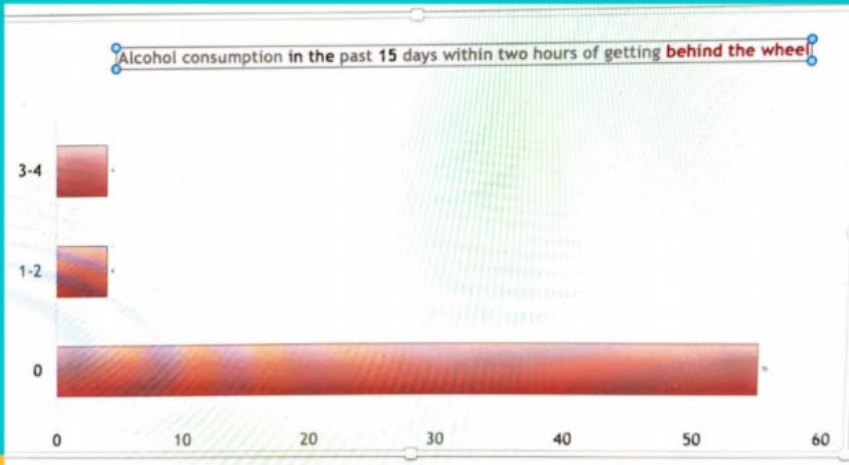 Alcohol consumption in the past 15 days within two hours of getting behind the wheel
3-4
1-2
0
0 10 20 30 40 50 60